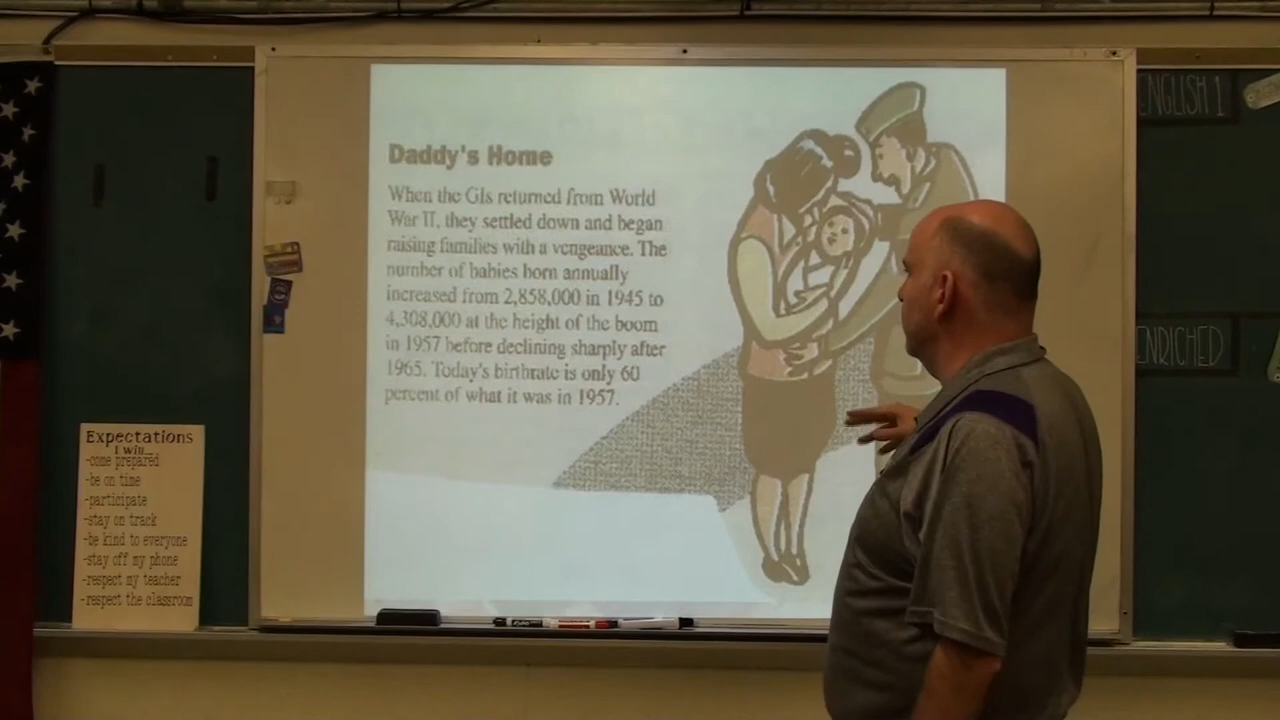 Daddy's Home
When the GIs returned from World
War II, they settled down and began
raising families with a vengeance. The
number of babies born annually
increased from 2,858,000 in 1945 to
4,308,000 at the height of the boom
in 1957 before declining sharply after
1965. Today's birthrate is only 60
percent of what it was in 1957.
Expectations
I will...
-come prepared
-be on time
-participate
-stay on track
-be kind to everyone
-stay off my phone
-respect my teacher
-respect the classroom
ENGLISH 1
ENRICHED